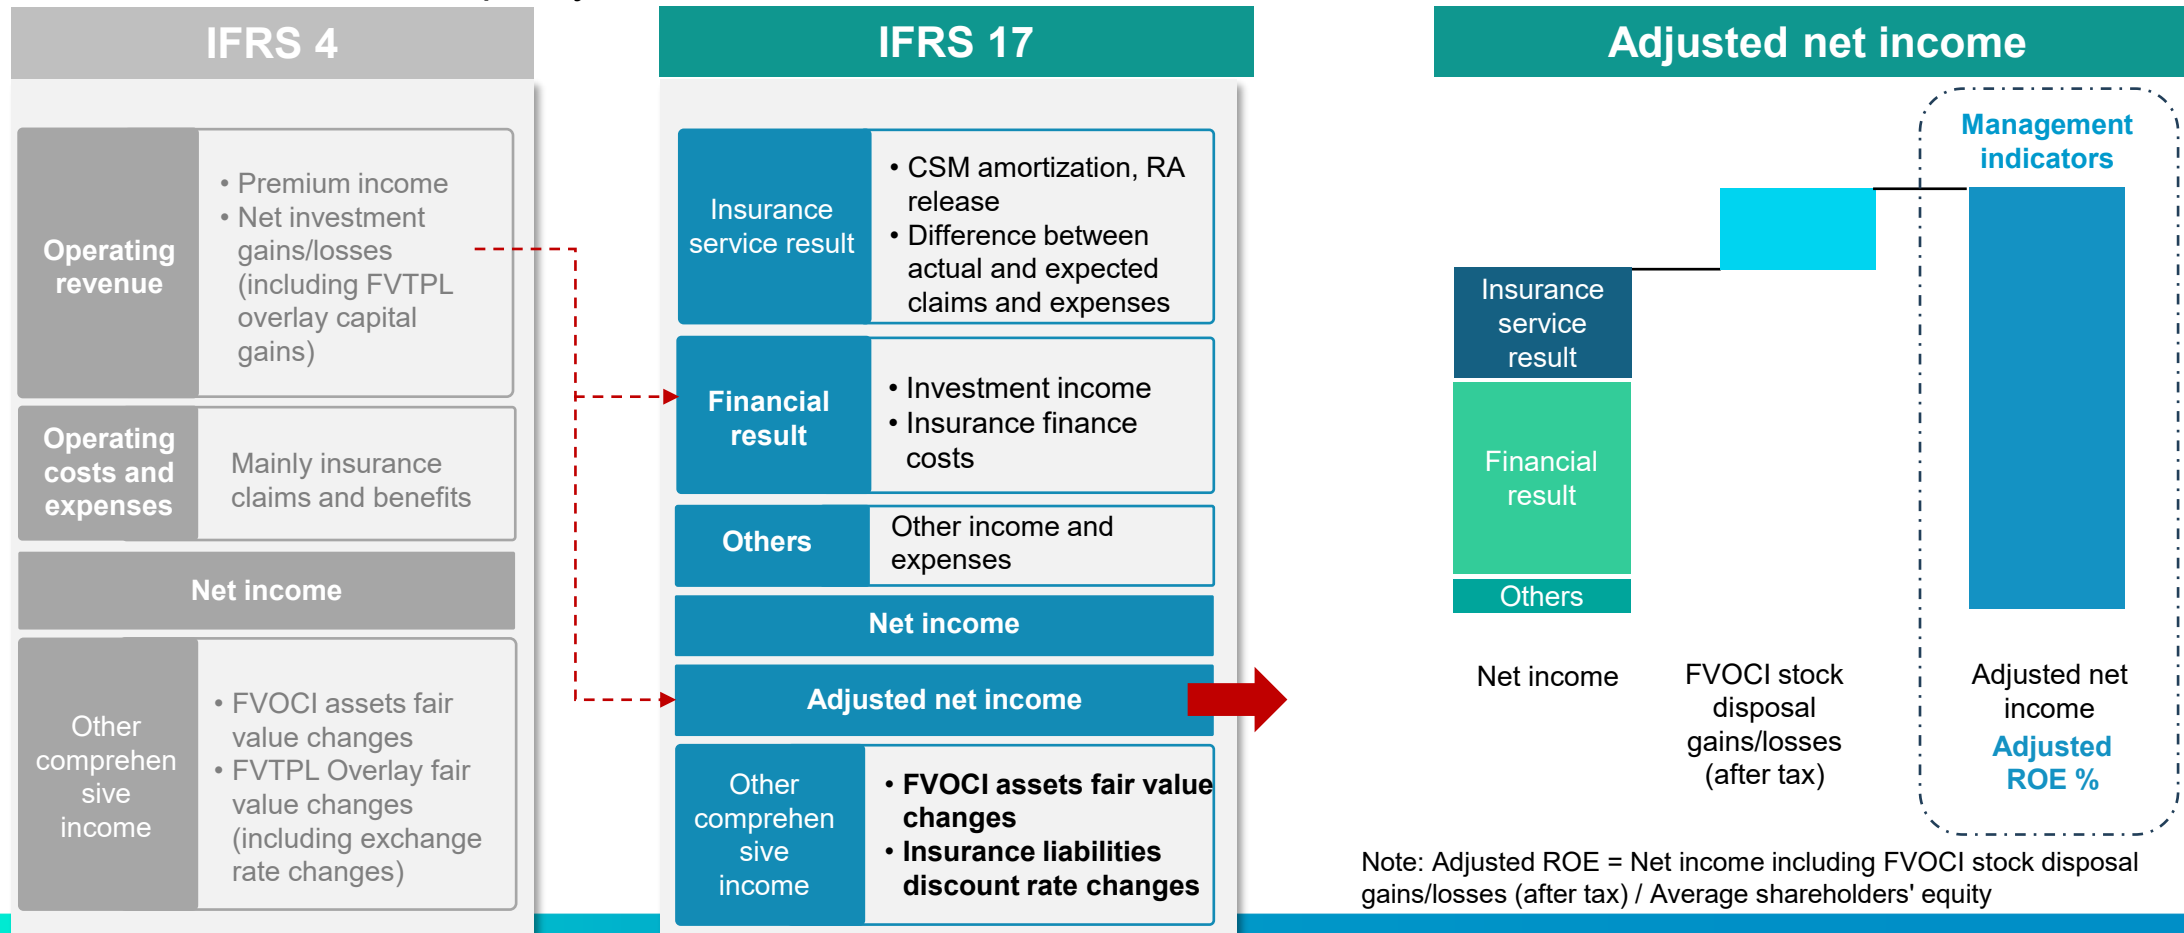 IFRS 4
Operating
revenue
• Premium income
• Net investment
gains/losses
(including FVTPL
overlay capital
gains)
Operating
costs and
expenses
Mainly insurance
claims and benefits
Net income
Other
comprehen
sive
income
• FVOCI assets fair
value changes
• FVTPL Overlay fair
value changes
(including exchange
rate changes)
IFRS 17
Insurance
service result
• CSM amortization, RA
release
• Difference between
actual and expected
claims and expenses
Financial
result
• Investment income
• Insurance finance
costs
Others
Other income and
expenses
Net income
Adjusted net income
Other
comprehen
sive
income
• FVOCI assets fair value
changes
• Insurance liabilities
discount rate changes
Adjusted net income
Management
indicators
Insurance
service
result
Financial
result
Others
Net income
FVOCI stock
disposal
gains/losses
(after tax)
Adjusted net
income
Adjusted
ROE %
Note: Adjusted ROE = Net income including FVOCI stock disposal
gains/losses (after tax) / Average shareholders' equity